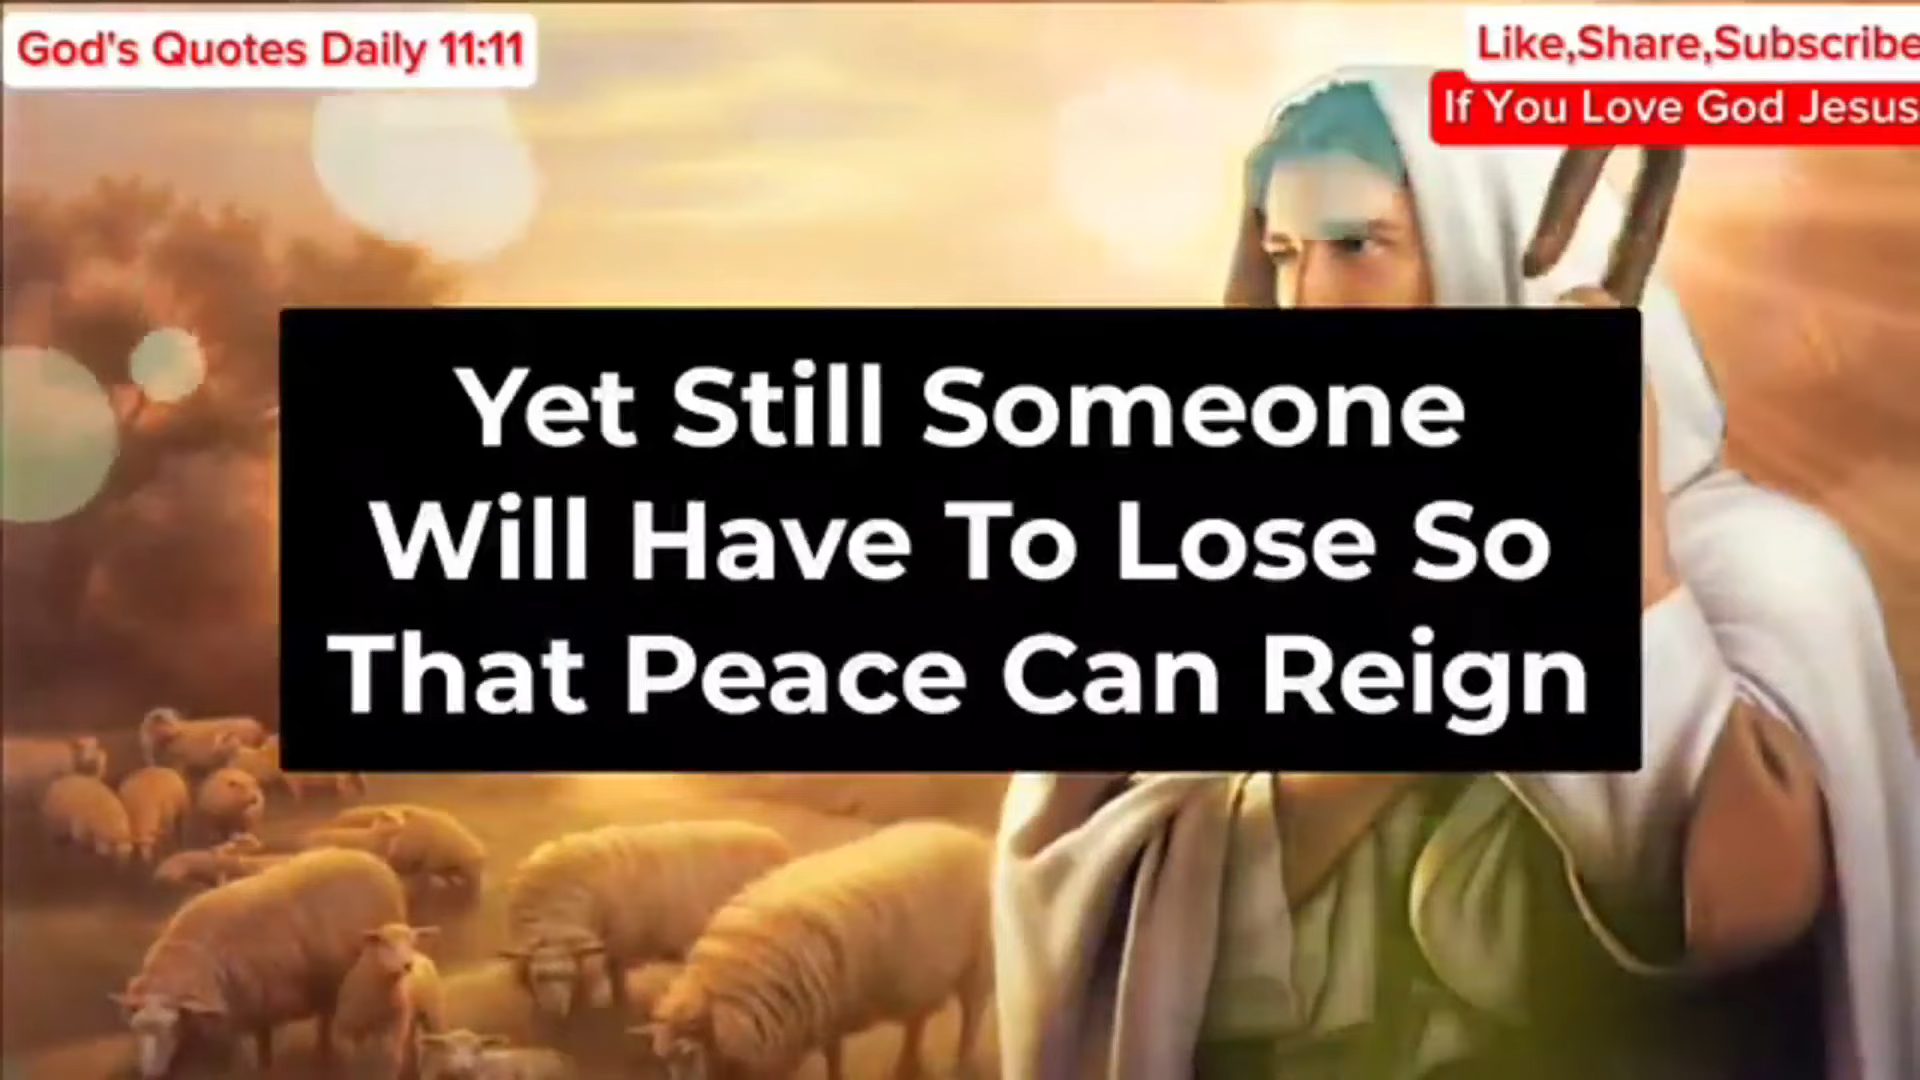 God's Quotes Daily 11:11
Like,Share,Subscribe
If You Love God Jesus
Yet Still Someone
Will Have To Lose So
That Peace Can Reign